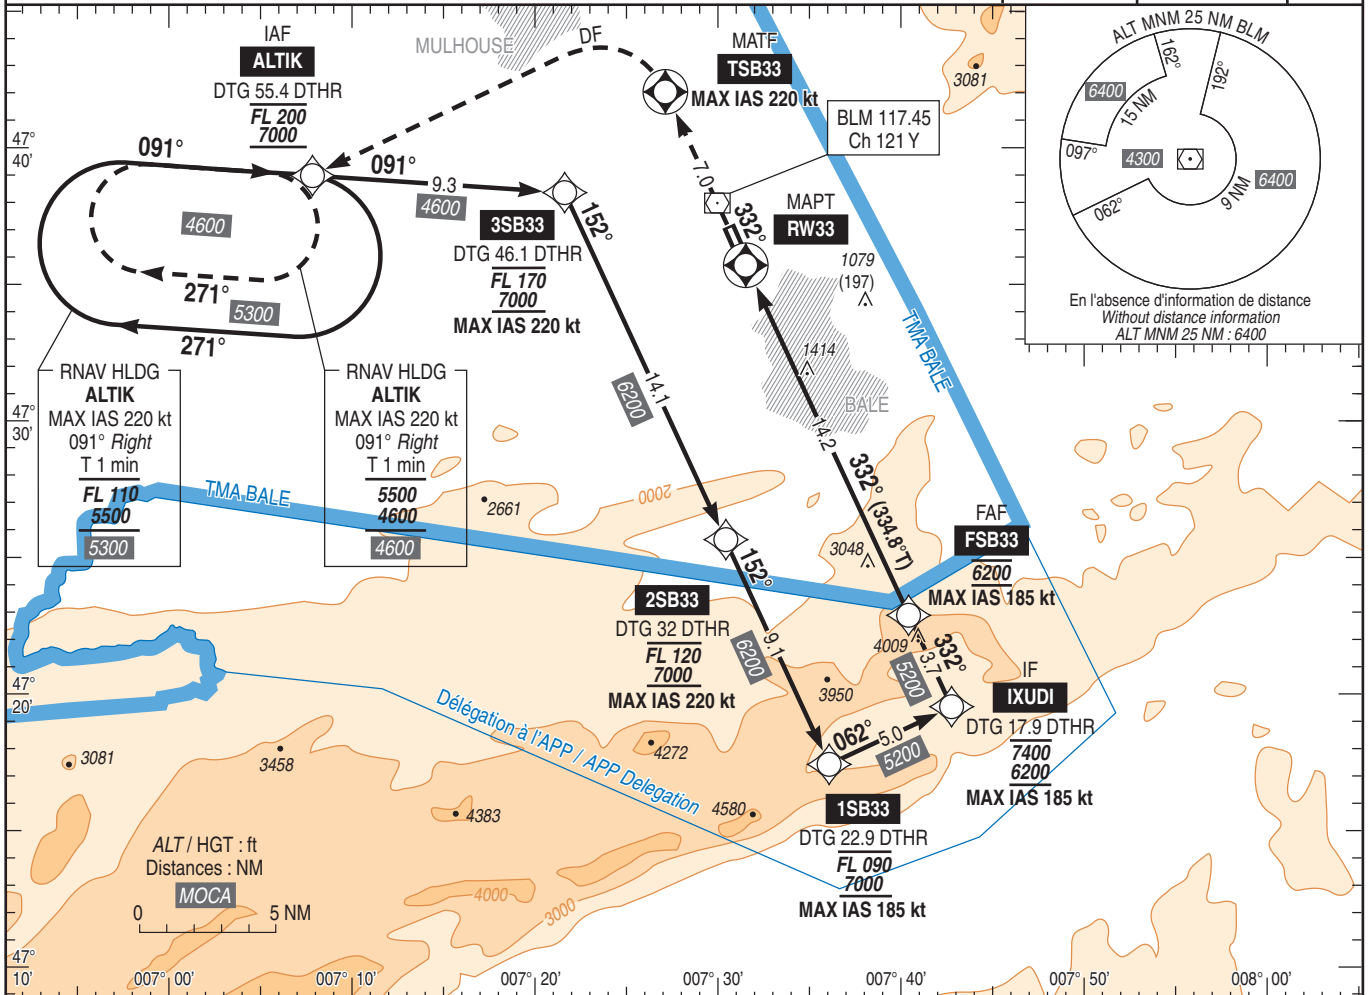 IAF
ALTIK
DTG 55.4 DTHR
FL 200
7000
MULHOUSE
DF
MATF
TSB33
MAX IAS 220 kt
BLM 117.45
Ch 121 Y
3081
ALT MNM 25 NM BLM
162°
192°
6400
15 NM
097°
4300
062°
9 NM
6400
En l'absence d'information de distance
Without distance information
ALT MNM 25 NM : 6400
47°
40'
091°
091°
9.3
4600
4600
271°
5300
271°
3SB33
DTG 46.1 DTHR
FL 170
7000
MAX IAS 220 kt
152°
7.0
332°
MAPT
RW33
1079
(197)
1414
BALE
TMA BALE
RNAV HLDG
ALTIK
MAX IAS 220 kt
091° Right
T 1 min
FL 110
5500
5300
RNAV HLDG
ALTIK
MAX IAS 220 kt
091° Right
T 1 min
5500
4600
4600
14.1
6200
14.2
332° (334.8°T)
47°
30'
TMA BALE
2661
2000
3048
FAF
FSB33
6200
MAX IAS 185 kt
152°
2SB33
DTG 32 DTHR
FL 120
7000
MAX IAS 220 kt
9.1
6200
4009
3.7
332°
5200
IF
IXUDI
DTG 17.9 DTHR
7400
6200
MAX IAS 185 kt
47°
20'
3950
062°
5.0
5200
Délégation à l'APP / APP Delegation
3081
3458
4272
4383
4580
1SB33
DTG 22.9 DTHR
FL 090
7000
MAX IAS 185 kt
ALT / HGT : ft
Distances : NM
MOCA
0
5 NM
4000
3000
47°
10'
007° 00'
007° 10'
007° 20'
007° 30'
007° 40'
007° 50'
008° 00'